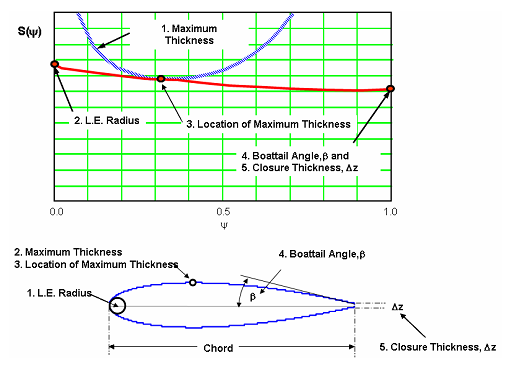 S(ψ)
1. Maximum
Thickness
2. L.E. Radius
3. Location of Maximum Thickness
4. Boattail Angle,β and
5. Closure Thickness, Δz
0.0
0.5
1.0
ψ
2. Maximum Thickness
3. Location of Maximum Thickness
4. Boattail Angle,β
1. L.E. Radius
β
Δz
Chord
5. Closure Thickness, Δz